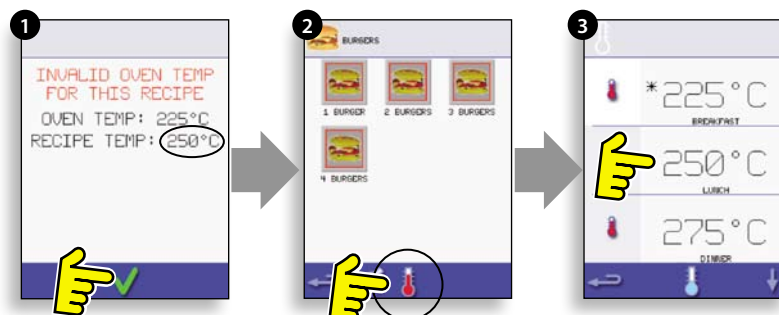 1
INVALID OVEN TEMP
FOR THIS RECIPE
OVEN TEMP: 225°C
RECIPE TEMP: 250°C
2
BURGERS
1 BURGER
2 BURGERS
3 BURGERS
4 BURGERS
3
*225°C
BREAKFAST
250°C
LUNCH
275°C
DINNER